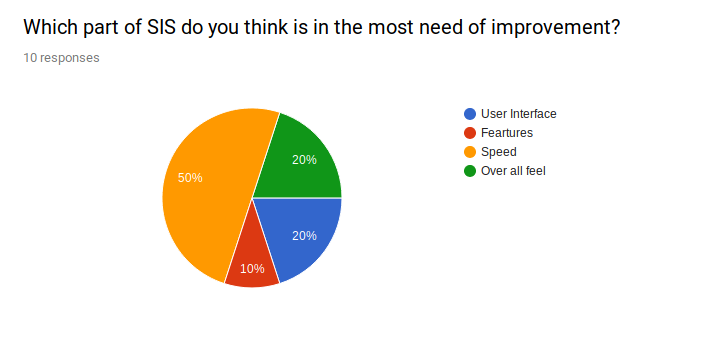 Which part of SIS do you think is in the most need of improvement?
10 responses
User Interface
Feartures
Speed
Over all feel
20%
50%
20%
10%